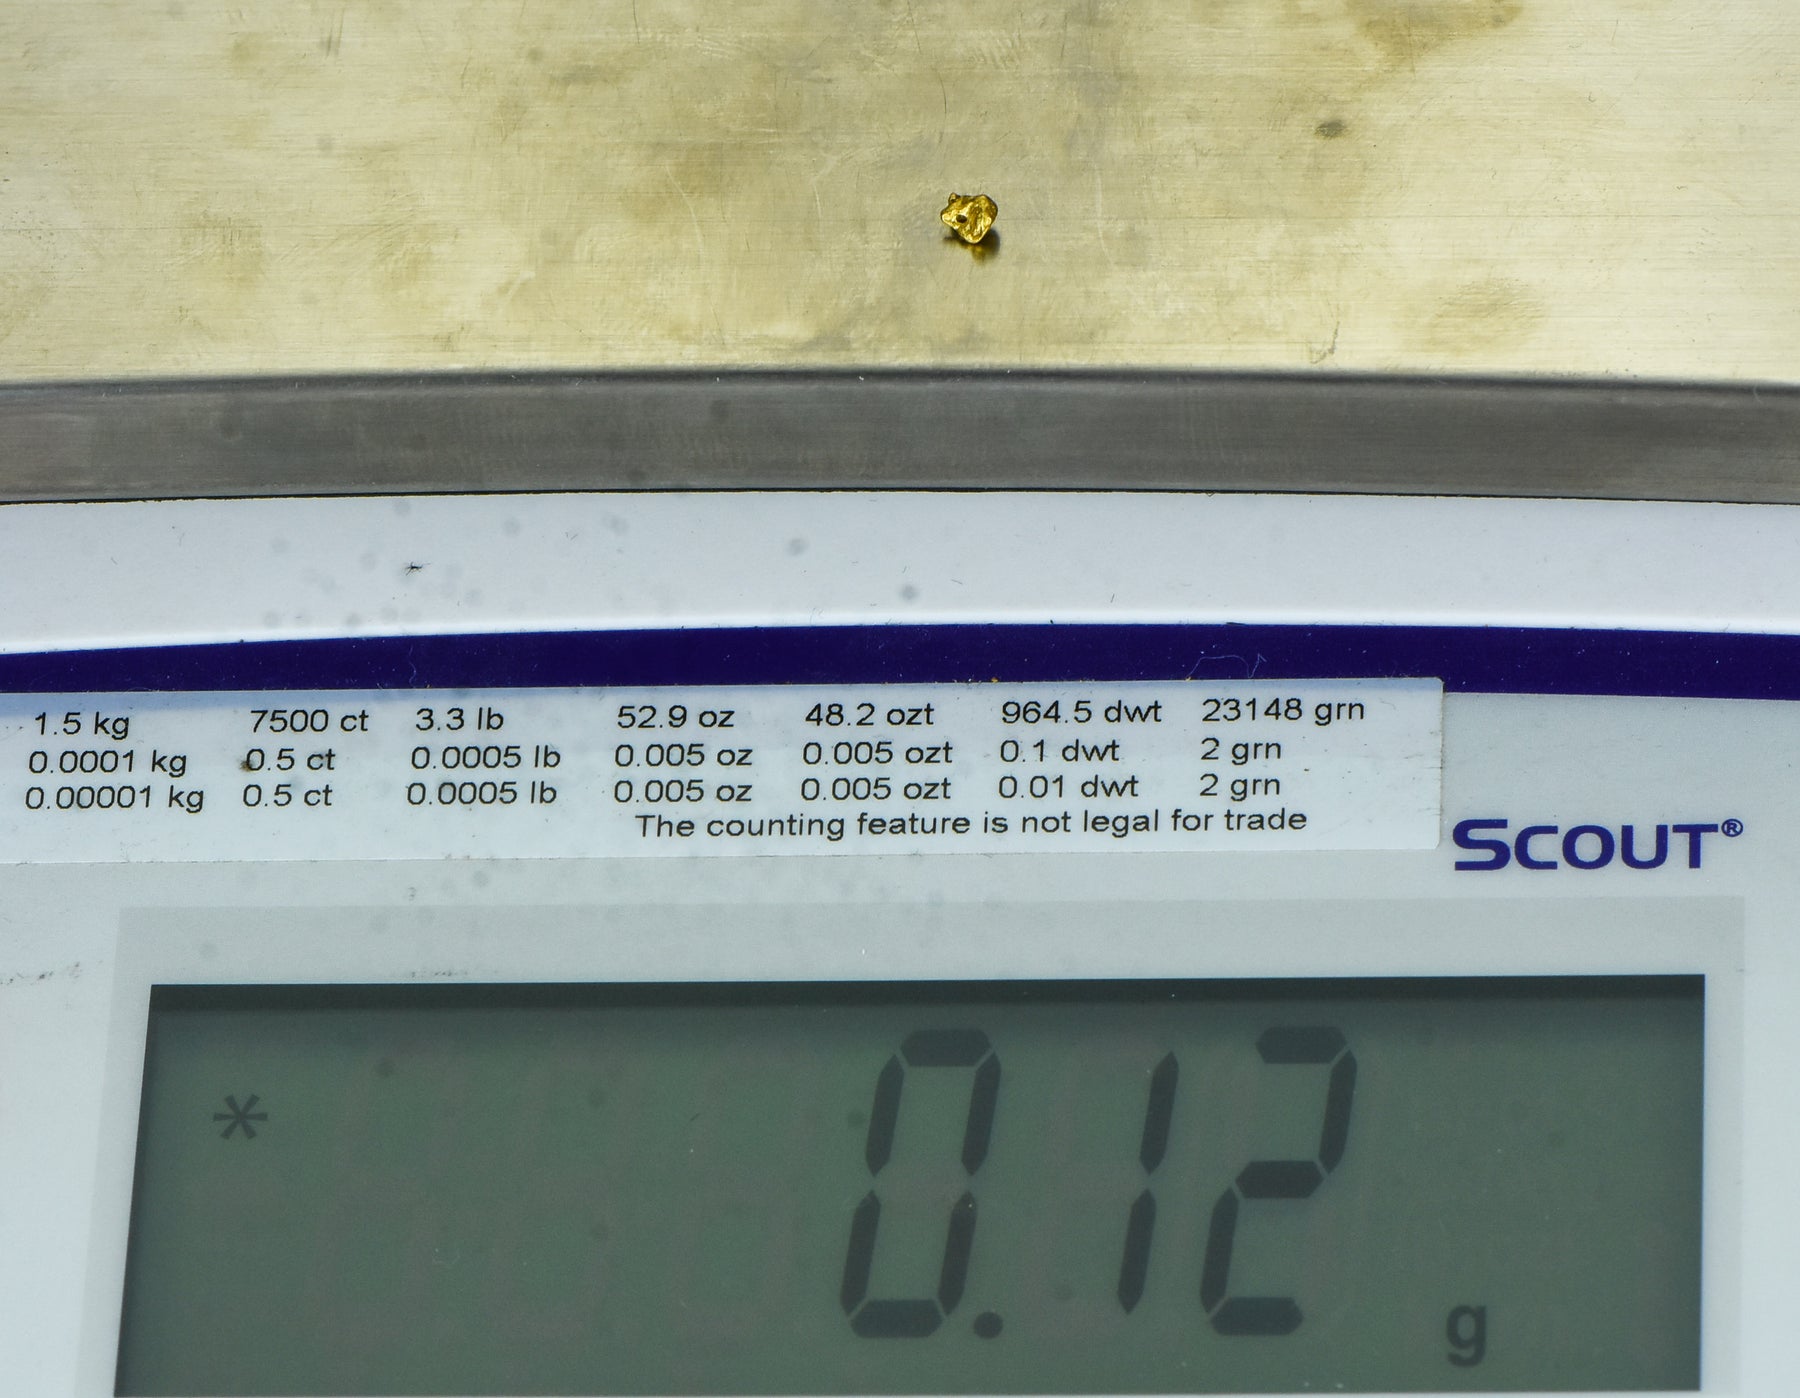 1.5 kg 7500 ct 3.3 lb 52.9 oz 48.2 ozt 964.5 dwt 23148 grn
0.0001 kg 0.5 ct 0.0005 lb 0.005 oz 0.005 ozt 0.1 dwt 2 grn
0.00001 kg 0.5 ct 0.0005 lb 0.005 oz 0.005 ozt 0.01 dwt 2 grn
The counting feature is not legal for trade
SCOUT®
* 0.12 g